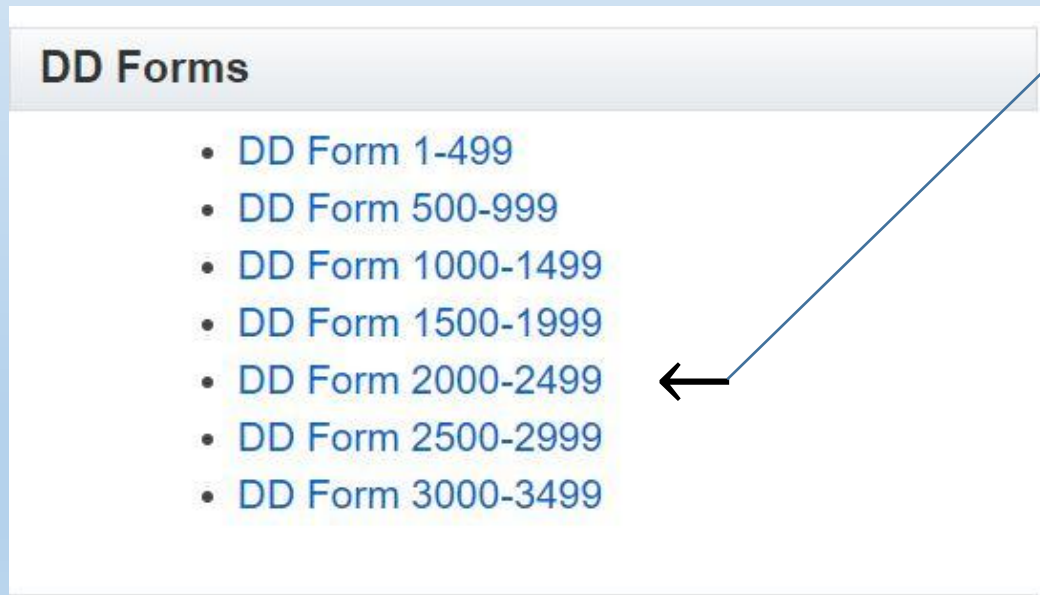 DD Forms
• DD Form 1-499
• DD Form 500-999
• DD Form 1000-1499
• DD Form 1500-1999
• DD Form 2000-2499
• DD Form 2500-2999
• DD Form 3000-3499